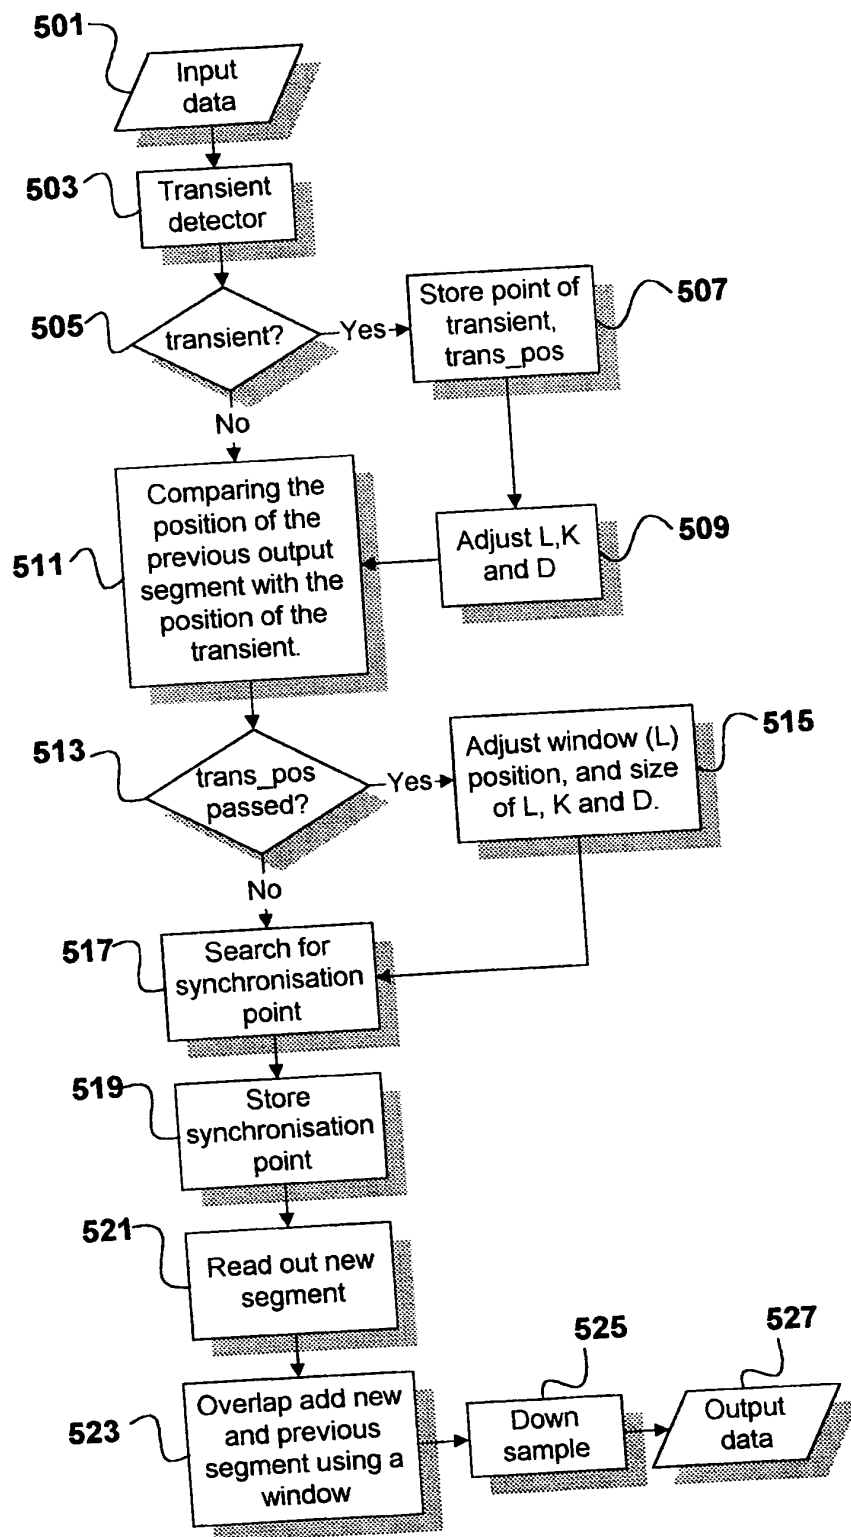 501
Input
data
503
Transient
detector
505
transient?
Yes
Store point of
transient,
trans_pos
507
No
511
Comparing the
position of the
previous output
segment with the
position of the
transient.
Adjust L,K
and D
509
513
trans_pos
passed?
Yes
Adjust window (L)
position, and size
of L, K and D.
515
No
517
Search for
synchronisation
point
519
Store
synchronisation
point
521
Read out new
segment
523
Overlap add new
and previous
segment using a
window
525
Down
sample
527
Output
data